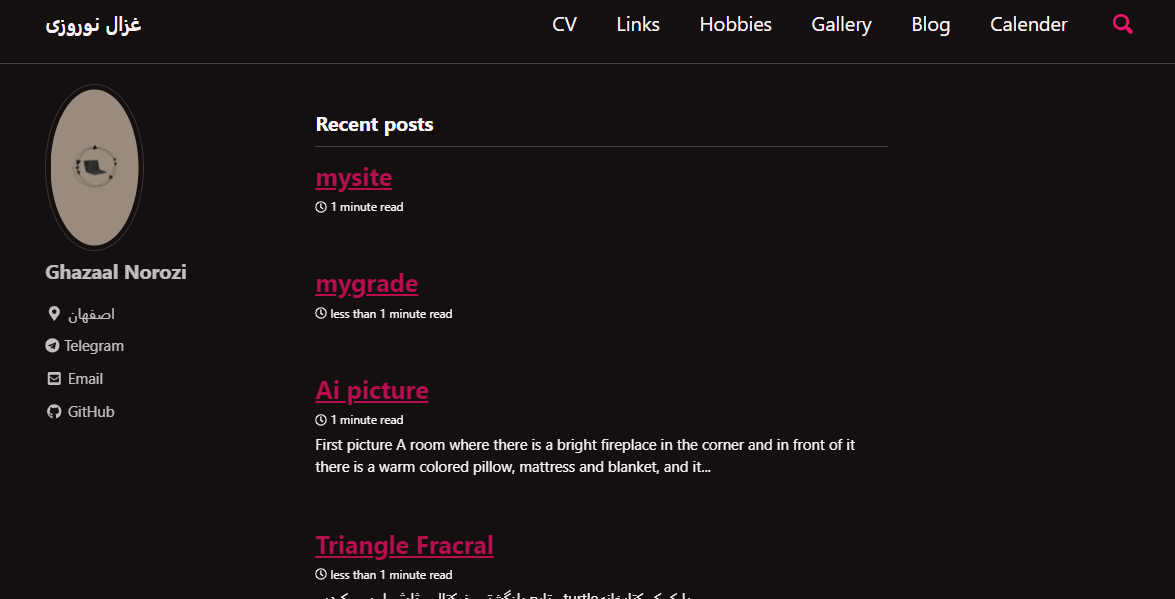 غزال نوروزی
CV Links Hobbies Gallery Blog Calender
Ghazaal Norozi
اصفهان
Telegram
Email
GitHub
Recent posts
mysite
1 minute read
mygrade
less than 1 minute read
Ai picture
1 minute read
First picture A room where there is a bright fireplace in the corner and in front of it
there is a warm colored pillow, mattress and blanket, and it...
Triangle Fracral
less than 1 minute read
turtle